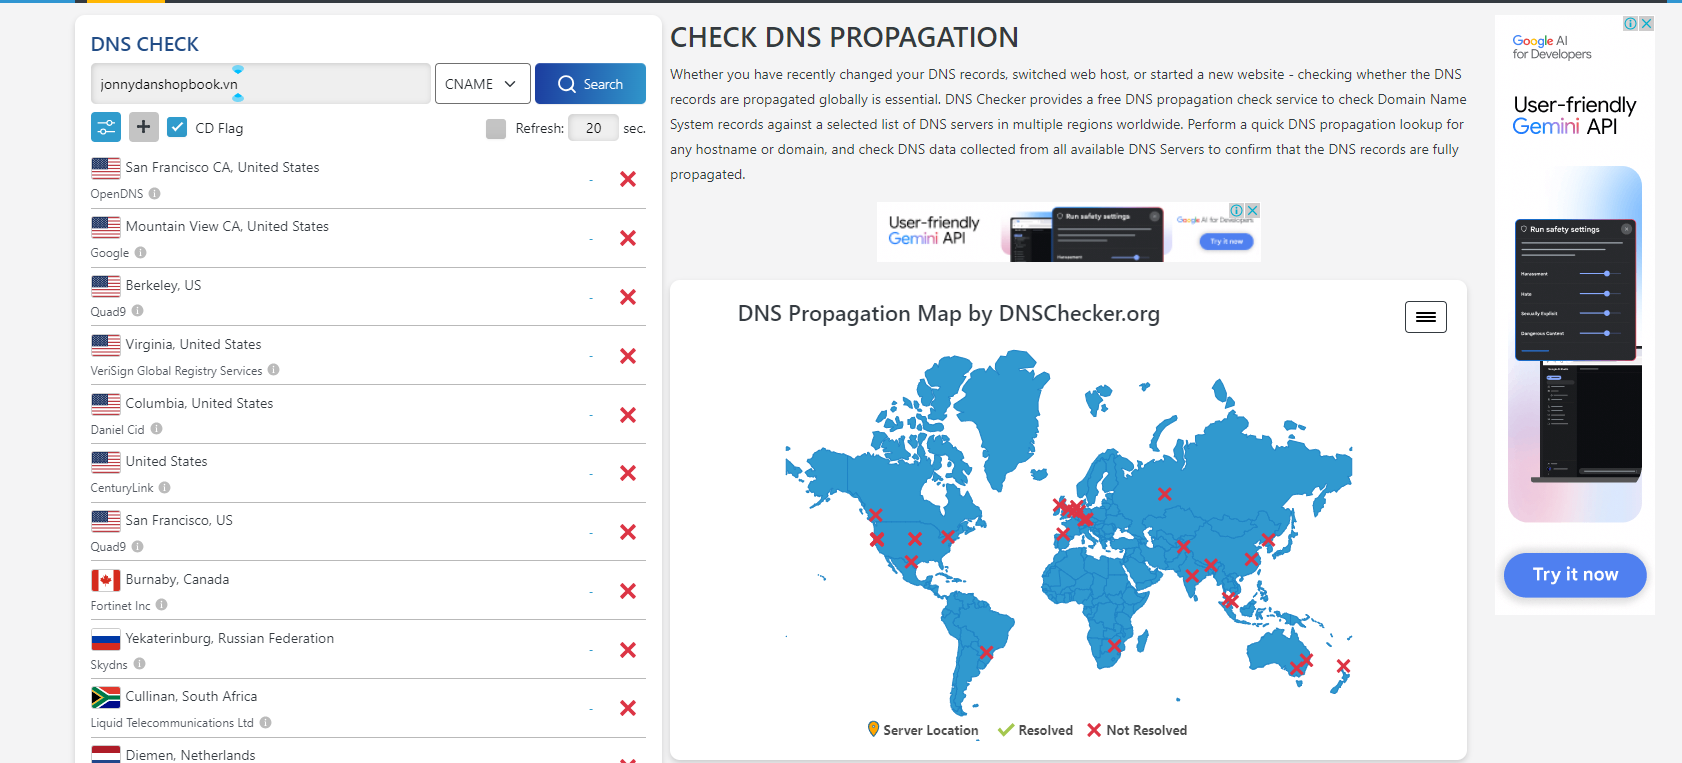 DNS CHECK
jonnydanshopbook.vn
CNAME
Search
CD Flag
Refresh: 20 sec.
San Francisco CA, United States
OpenDNS
-
Mountain View CA, United States
Google
-
Berkeley, US
Quad9
-
Virginia, United States
VeriSign Global Registry Services
-
Columbia, United States
Daniel Cid
-
United States
CenturyLink
-
San Francisco, US
Quad9
-
Burnaby, Canada
Fortinet Inc
-
Yekaterinburg, Russian Federation
Skydns
-
Cullinan, South Africa
Liquid Telecommunications Ltd
-
Diemen, Netherlands
CHECK DNS PROPAGATION
Whether you have recently changed your DNS records, switched web host, or started a new website - checking whether the DNS
records are propagated globally is essential. DNS Checker provides a free DNS propagation check service to check Domain Name
System records against a selected list of DNS servers in multiple regions worldwide. Perform a quick DNS propagation lookup for
any hostname or domain, and check DNS data collected from all available DNS Servers to confirm that the DNS records are fully
propagated.
User-friendly
Gemini API
Run safety settings
Harassment
Google AI for Developers
Try it now
DNS Propagation Map by DNSChecker.org
Server Location
Resolved
Not Resolved
Google AI
for Developers
User-friendly
Gemini API
Run safety settings
Harassment
Hate
Sexually Explicit
Dangerous Content
Try it now